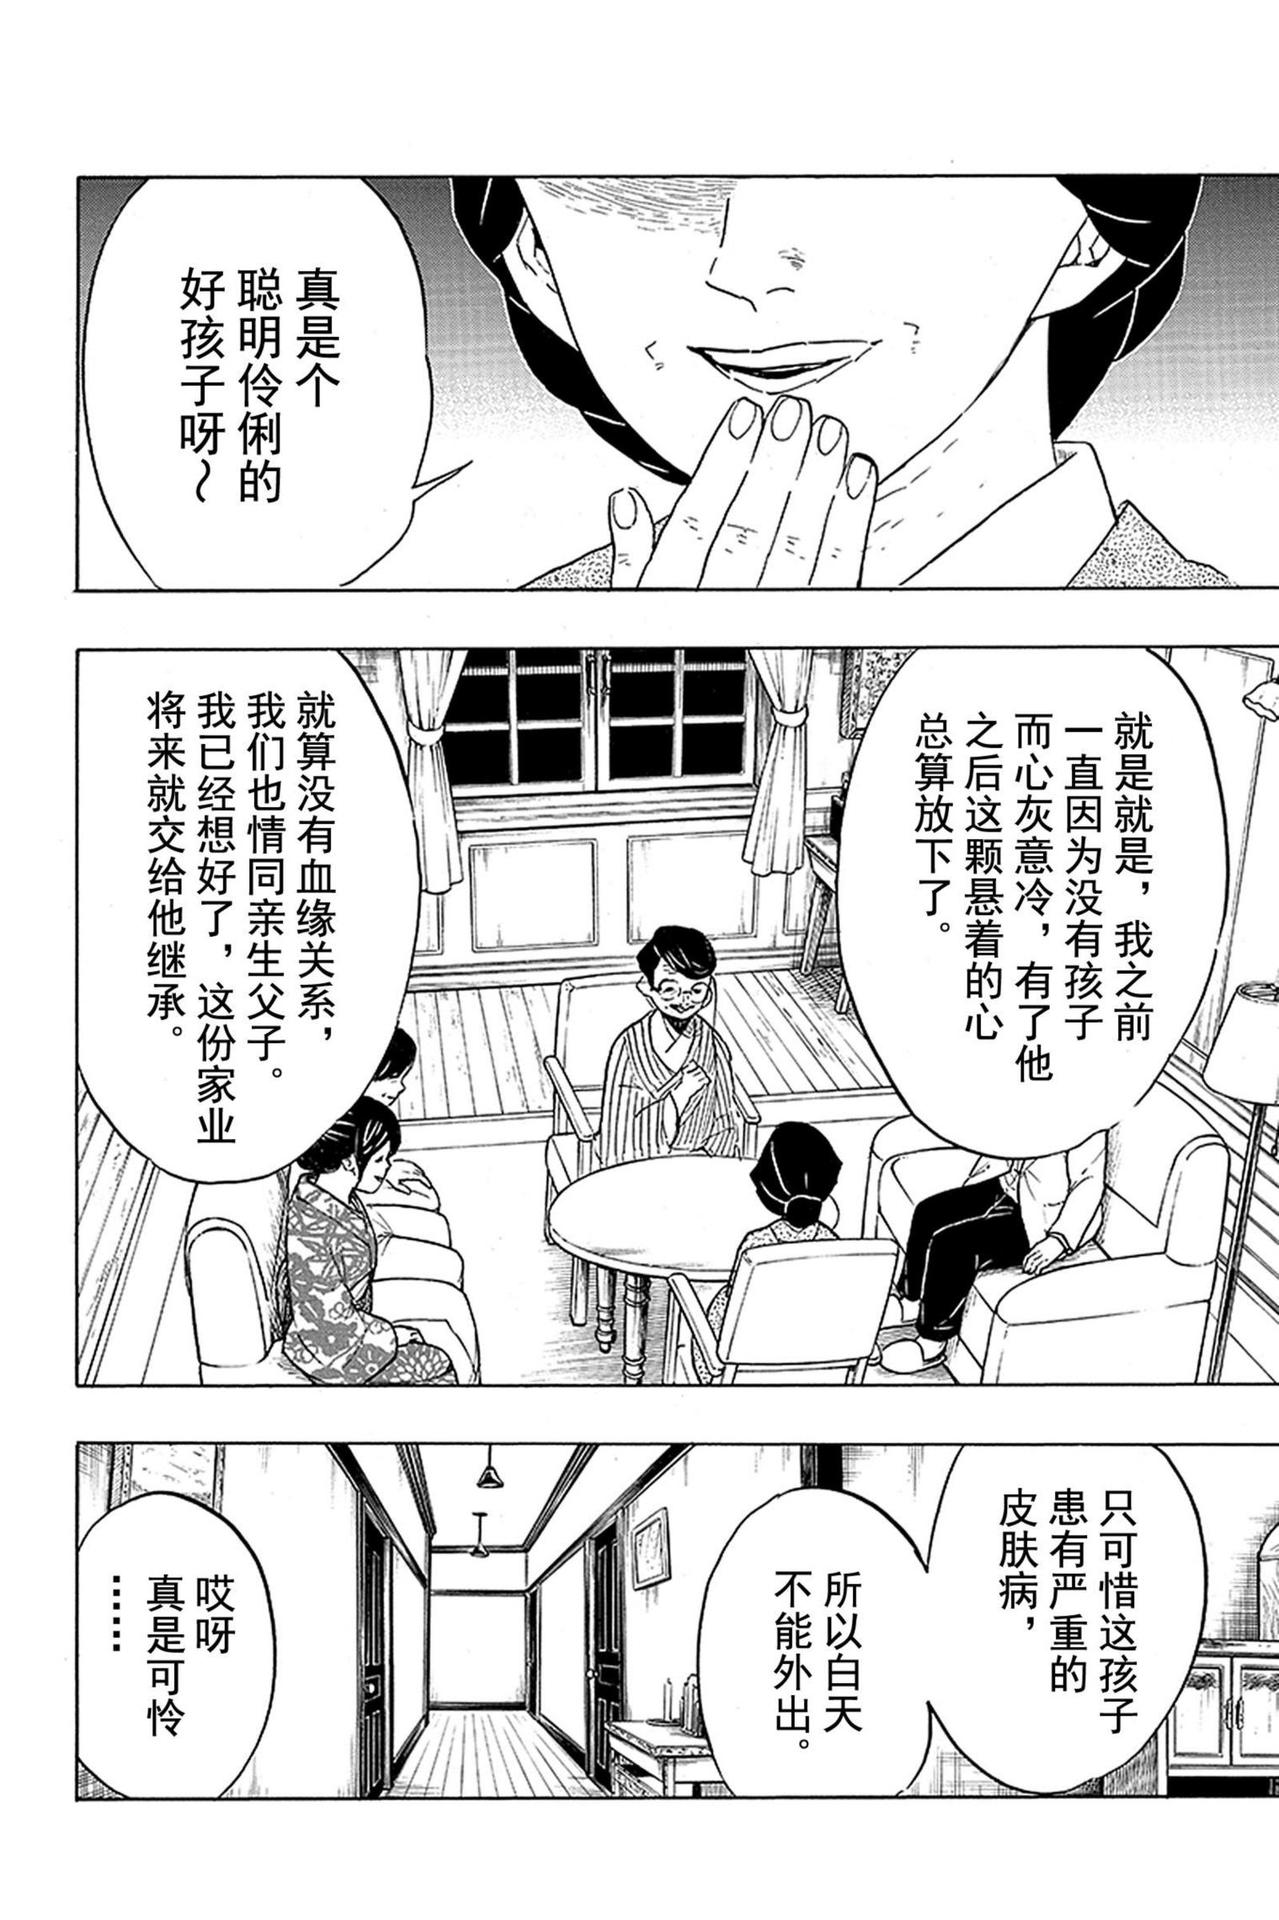 真是个
聪明伶俐的
好孩子呀～
就是就是，我之前
一直因为没有孩子
而心灰意冷，有了他
之后这颗悬着的心
总算放下了。
就算没有血缘关系，
我们也情同亲生父子。
我已经想好了，这份家业
将来就交给他继承。
只可惜这孩子
患有严重的
皮肤病，
所以白天
不能外出。
哎呀
真是可怜
……